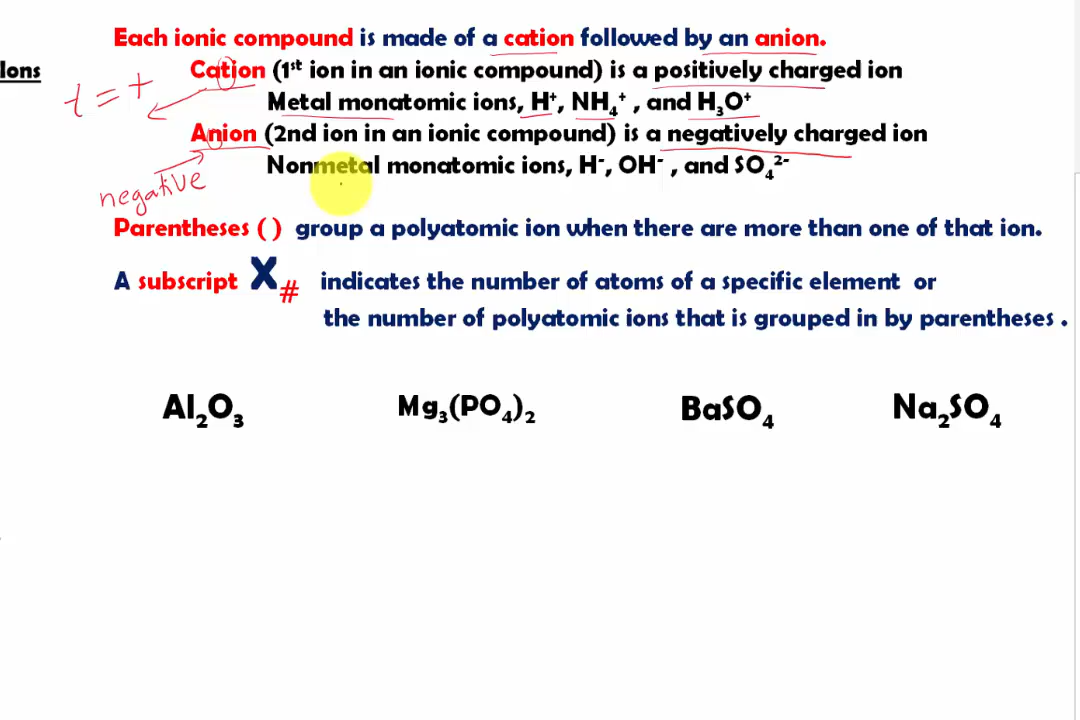 Each ionic compound is made of a cation followed by an anion.
Ions
Cation (1st ion in an ionic compound) is a positively charged ion
t = +
Metal monatomic ions, H⁺, NH₄⁺ , and H₃O⁺
Anion (2nd ion in an ionic compound) is a negatively charged ion
Nonmetal monatomic ions, H⁻, OH⁻ , and SO₄²⁻
negative
Parentheses ( ) group a polyatomic ion when there are more than one of that ion.
A subscript X# indicates the number of atoms of a specific element or
the number of polyatomic ions that is grouped in by parentheses .
Al₂O₃ Mg₃(PO₄)₂ BaSO₄ Na₂SO₄